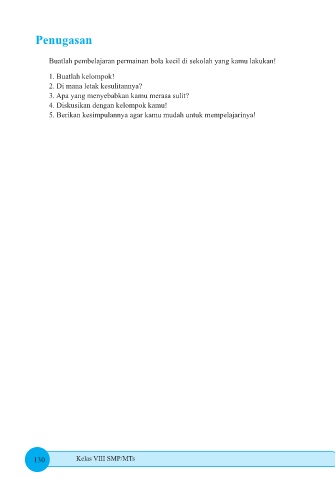 Penugasan
Buatlah pembelajaran permainan bola kecil di sekolah yang kamu lakukan!
1. Buatlah kelompok!
2. Di mana letak kesulitannya?
3. Apa yang menyebabkan kamu merasa sulit?
4. Diskusikan dengan kelompok kamu!
5. Berikan kesimpulannya agar kamu mudah untuk mempelajarinya!
130 Kelas VIII SMP/MTs